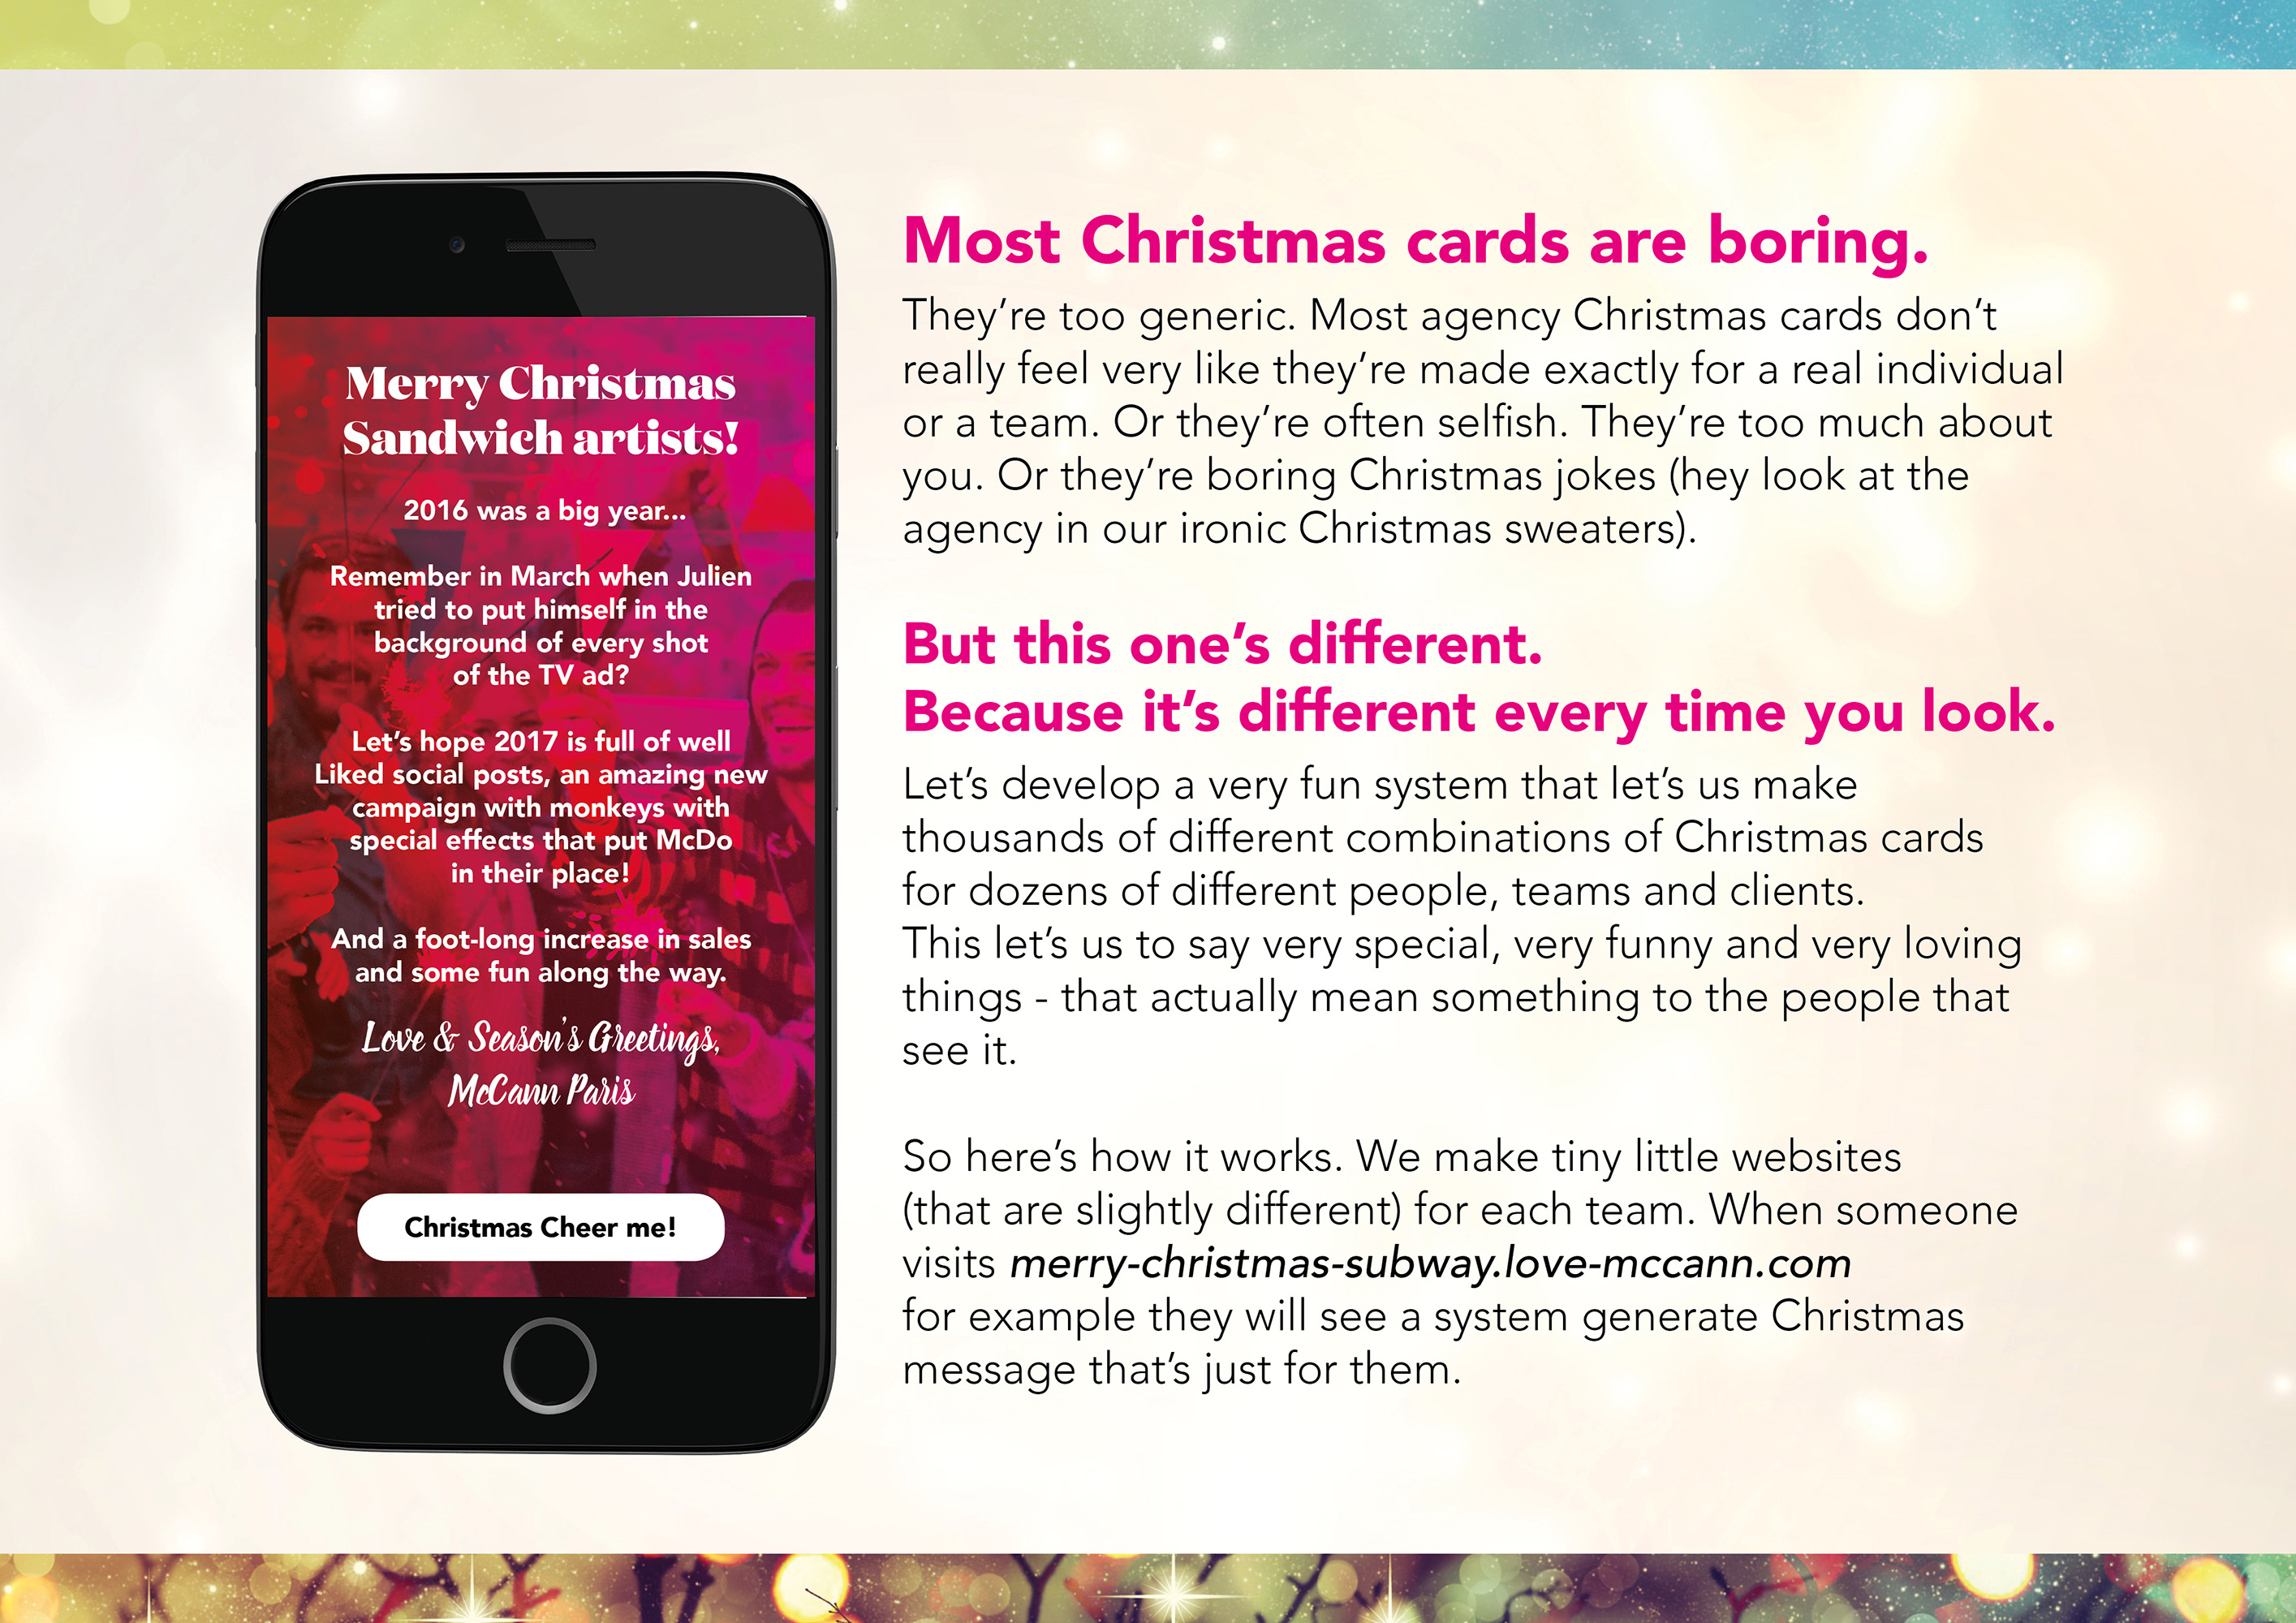 Merry Christmas
Sandwich artists!
2016 was a big year...
Remember in March when Julien
tried to put himself in the
background of every shot
of the TV ad?
Let's hope 2017 is full of well
Liked social posts, an amazing new
campaign with monkeys with
special effects that put McDo
in their place!
And a foot-long increase in sales
and some fun along the way.
Love & Season's Greetings,
McCann Paris
Christmas Cheer me!
Most Christmas cards are boring.
They're too generic. Most agency Christmas cards don't
really feel very like they're made exactly for a real individual
or a team. Or they're often selfish. They're too much about
you. Or they're boring Christmas jokes (hey look at the
agency in our ironic Christmas sweaters).
But this one's different.
Because it's different every time you look.
Let's develop a very fun system that let's us make
thousands of different combinations of Christmas cards
for dozens of different people, teams and clients.
This let's us to say very special, very funny and very loving
things - that actually mean something to the people that
see it.
So here's how it works. We make tiny little websites
(that are slightly different) for each team. When someone
visits merry-christmas-subway.love-mccann.com
for example they will see a system generate Christmas
message that's just for them.